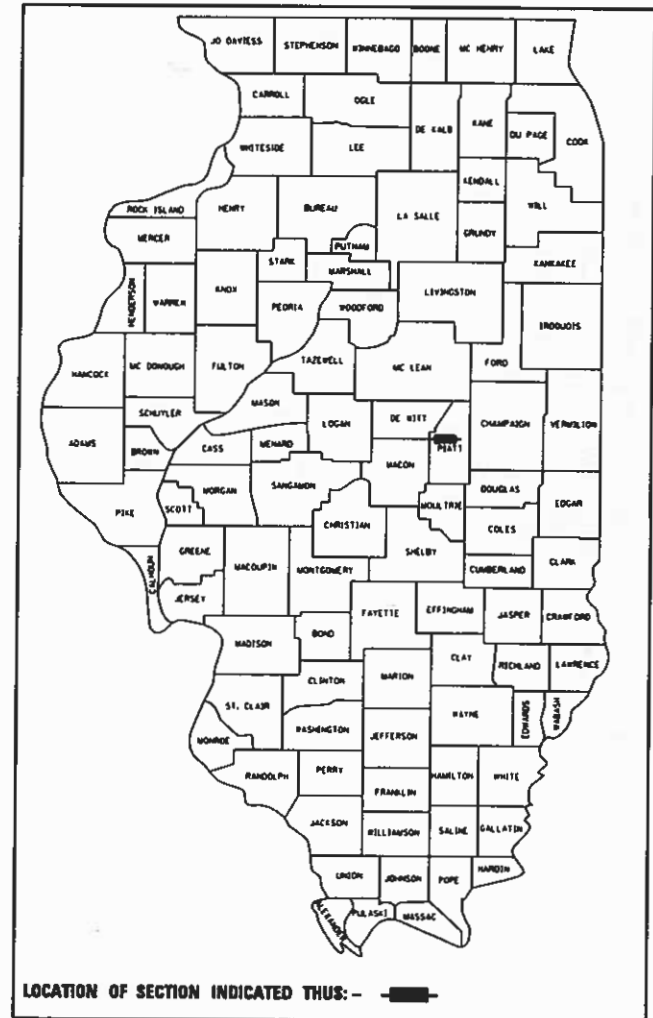 JO DAVIESS STEPHENSON WINNEBAGO BOONE MC HENRY LAKE
CARROLL OGLE DE KALB KANE DU PAGE COOK
WHITESIDE LEE KENDALL WILL
ROCK ISLAND HENRY BUREAU LA SALLE GRUNDY
MERCER PUTNAM KANKAKEE
HENDERSON WARREN KNOX STARK MARSHALL LIVINGSTON
PEORIA WOODFORD IROQUOIS
HANCOCK MC DONOUGH FULTON TAZEWELL MC LEAN FORD
SCHUYLER MASON LOGAN DE WITT CHAMPAIGN VERMILION
ADAMS BROWN CASS MENARD MACON PIATT
PIKE SCOTT MORGAN SANGAMON MOULTRIE DOUGLAS EDGAR
CHRISTIAN COLES
CALHOUN GREENE MACOUPIN MONTGOMERY SHELBY CUMBERLAND CLARK
JERSEY FAYETTE EFFINGHAM JASPER CRAWFORD
MADISON BOND CLAY RICHLAND LAWRENCE
CLINTON MARION
ST. CLAIR WASHINGTON WAYNE EDWARDS WABASH
MONROE JEFFERSON
RANDOLPH PERRY HAMILTON WHITE
FRANKLIN
JACKSON WILLIAMSON SALINE GALLATIN
UNION JOHNSON POPE HARDIN
ALEXANDER PULASKI MASSAC
LOCATION OF SECTION INDICATED THUS:-